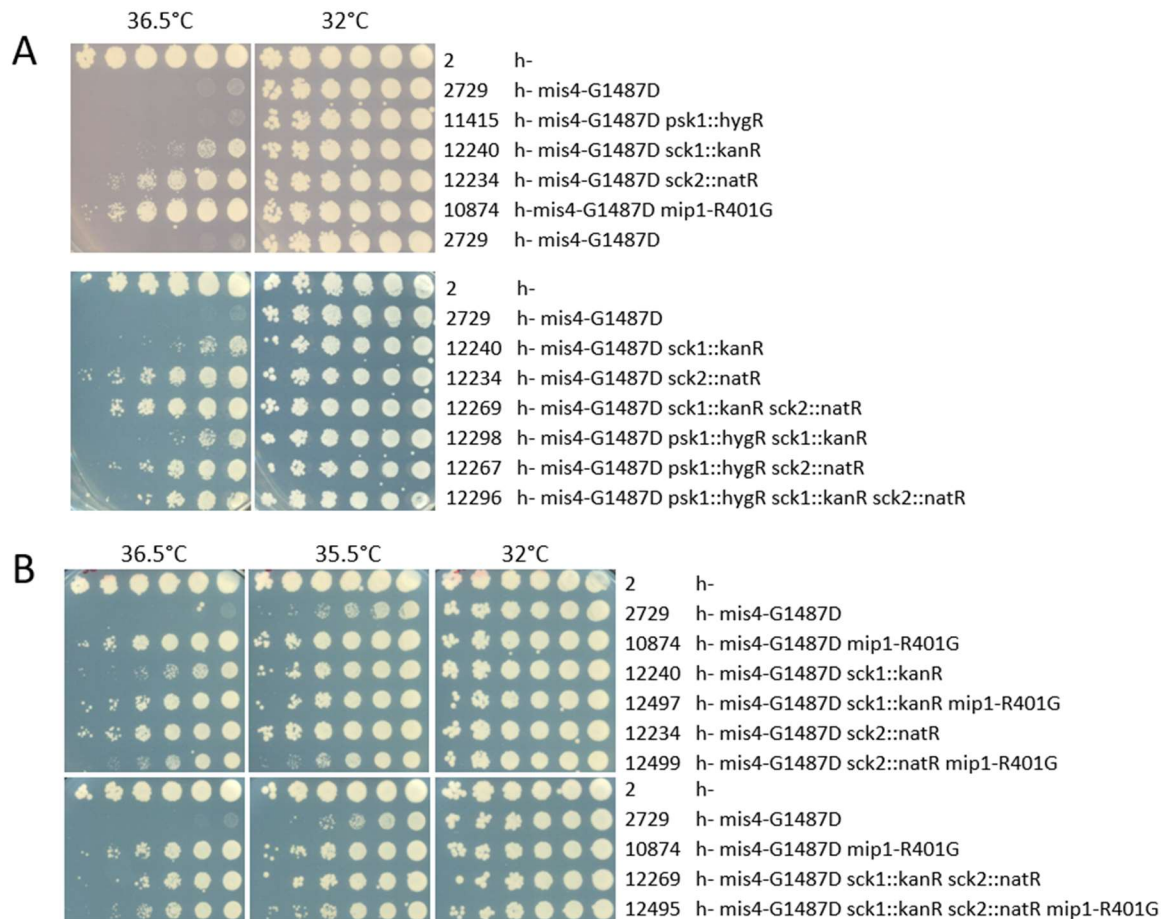 A
36.5°C 32°C
2 h-
2729 h- mis4-G1487D
11415 h- mis4-G1487D psk1::hygR
12240 h- mis4-G1487D sck1::kanR
12234 h- mis4-G1487D sck2::natR
10874 h-mis4-G1487D mip1-R401G
2729 h- mis4-G1487D
2 h-
2729 h- mis4-G1487D
12240 h- mis4-G1487D sck1::kanR
12234 h- mis4-G1487D sck2::natR
12269 h- mis4-G1487D sck1::kanR sck2::natR
12298 h- mis4-G1487D psk1::hygR sck1::kanR
12267 h- mis4-G1487D psk1::hygR sck2::natR
12296 h- mis4-G1487D psk1::hygR sck1::kanR sck2::natR
B
36.5°C 35.5°C 32°C
2 h-
2729 h- mis4-G1487D
10874 h- mis4-G1487D mip1-R401G
12240 h- mis4-G1487D sck1::kanR
12497 h- mis4-G1487D sck1::kanR mip1-R401G
12234 h- mis4-G1487D sck2::natR
12499 h- mis4-G1487D sck2::natR mip1-R401G
2 h-
2729 h- mis4-G1487D
10874 h- mis4-G1487D mip1-R401G
12269 h- mis4-G1487D sck1::kanR sck2::natR
12495 h- mis4-G1487D sck1::kanR sck2::natR mip1-R401G